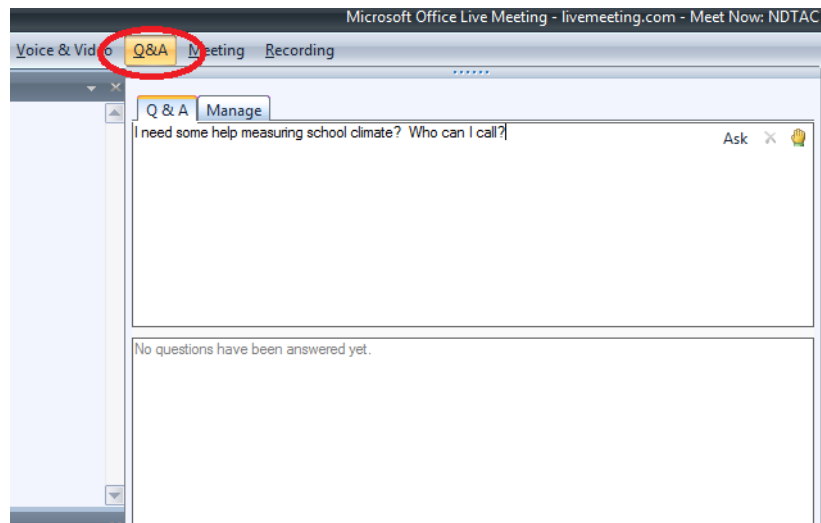 Microsoft Office Live Meeting - livemeeting.com - Meet Now: NDTAC
Voice & Video Q&A Meeting Recording
Q & A Manage
I need some help measuring school climate? Who can I call?
Ask
No questions have been answered yet.